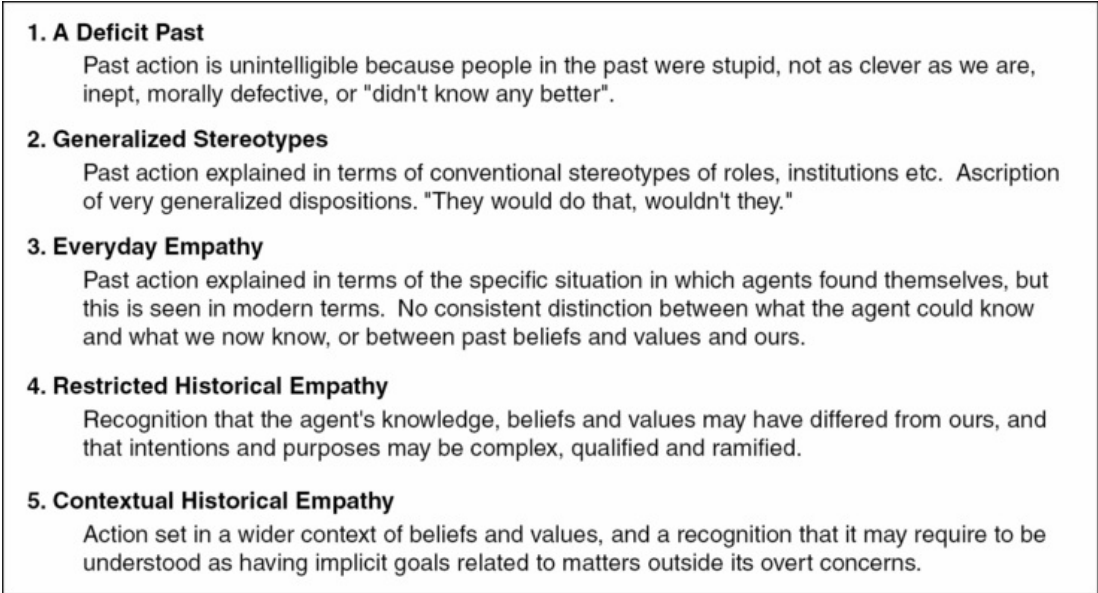 1. A Deficit Past
Past action is unintelligible because people in the past were stupid, not as clever as we are,
inept, morally defective, or "didn't know any better".
2. Generalized Stereotypes
Past action explained in terms of conventional stereotypes of roles, institutions etc.  Ascription
of very generalized dispositions. "They would do that, wouldn't they."
3. Everyday Empathy
Past action explained in terms of the specific situation in which agents found themselves, but
this is seen in modern terms.  No consistent distinction between what the agent could know
and what we now know, or between past beliefs and values and ours.
4. Restricted Historical Empathy
Recognition that the agent's knowledge, beliefs and values may have differed from ours, and
that intentions and purposes may be complex, qualified and ramified.
5. Contextual Historical Empathy
Action set in a wider context of beliefs and values, and a recognition that it may require to be
understood as having implicit goals related to matters outside its overt concerns.